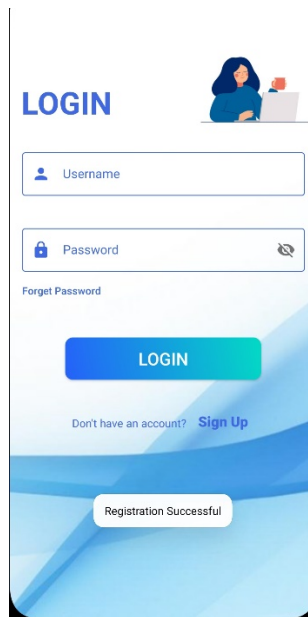 LOGIN
Username
Password
Forget Password
LOGIN
Don't have an account? Sign Up
Registration Successful